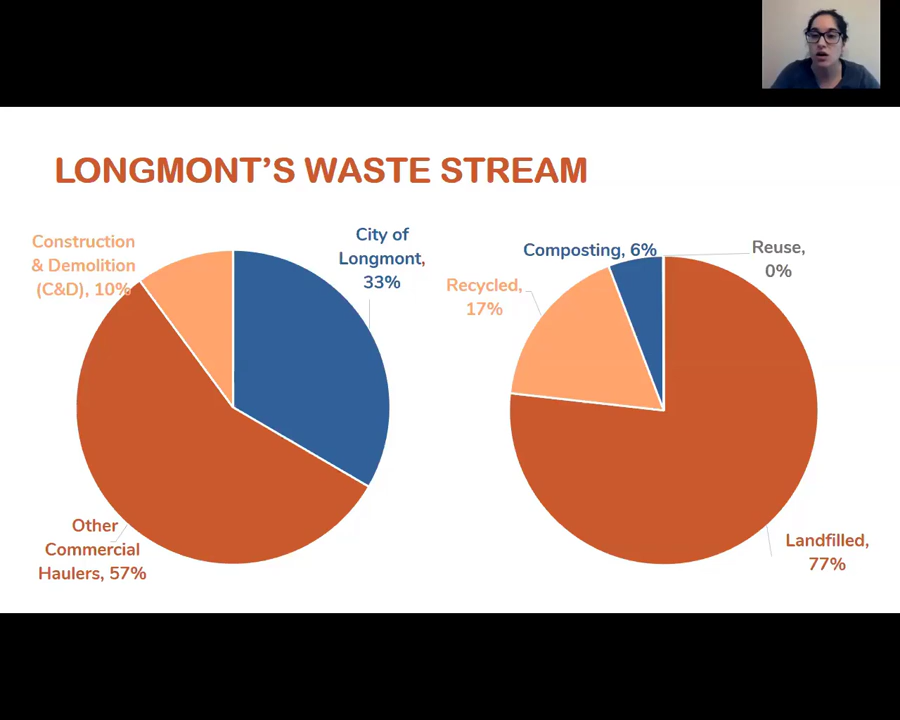 LONGMONT'S WASTE STREAM
Construction
& Demolition
(C&D), 10%
City of
Longmont,
33%
Other
Commercial
Haulers, 57%
Composting, 6%
Reuse,
0%
Recycled,
17%
Landfilled,
77%